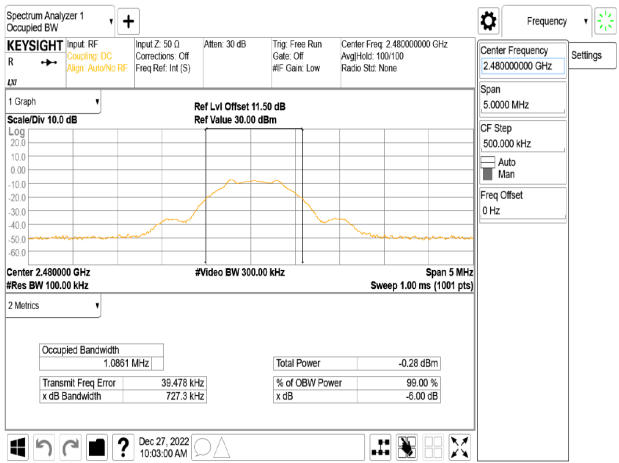 Spectrum Analyzer 1
Occupied BW
Frequency
KEYSIGHT
R
LXI
Input: RF
Coupling: DC
Align: Auto/No RF
Input Z: 50 Ω
Corrections: Off
Freq Ref: Int (S)
Atten: 30 dB
Trig: Free Run
Gate: Off
#IF Gain: Low
Center Freq: 2.480000000 GHz
Avg|Hold: 100/100
Radio Std: None
Center Frequency
2.480000000 GHz
Settings
Span
5.0000 MHz
CF Step
500.000 kHz
Auto
Man
Freq Offset
0 Hz
1 Graph
Scale/Div 10.0 dB
Ref Lvl Offset 11.50 dB
Ref Value 30.00 dBm
Log
20.0
10.0
0.00
-10.0
-20.0
-30.0
-40.0
-50.0
-60.0
Center 2.480000 GHz
#Res BW 100.00 kHz
#Video BW 300.00 kHz
Span 5 MHz
Sweep 1.00 ms (1001 pts)
2 Metrics
Occupied Bandwidth
1.0861 MHz
Total Power -0.28 dBm
Transmit Freq Error 39.478 kHz
% of OBW Power 99.00 %
x dB Bandwidth 727.3 kHz
x dB -6.00 dB
Dec 27, 2022
10:03:00 AM